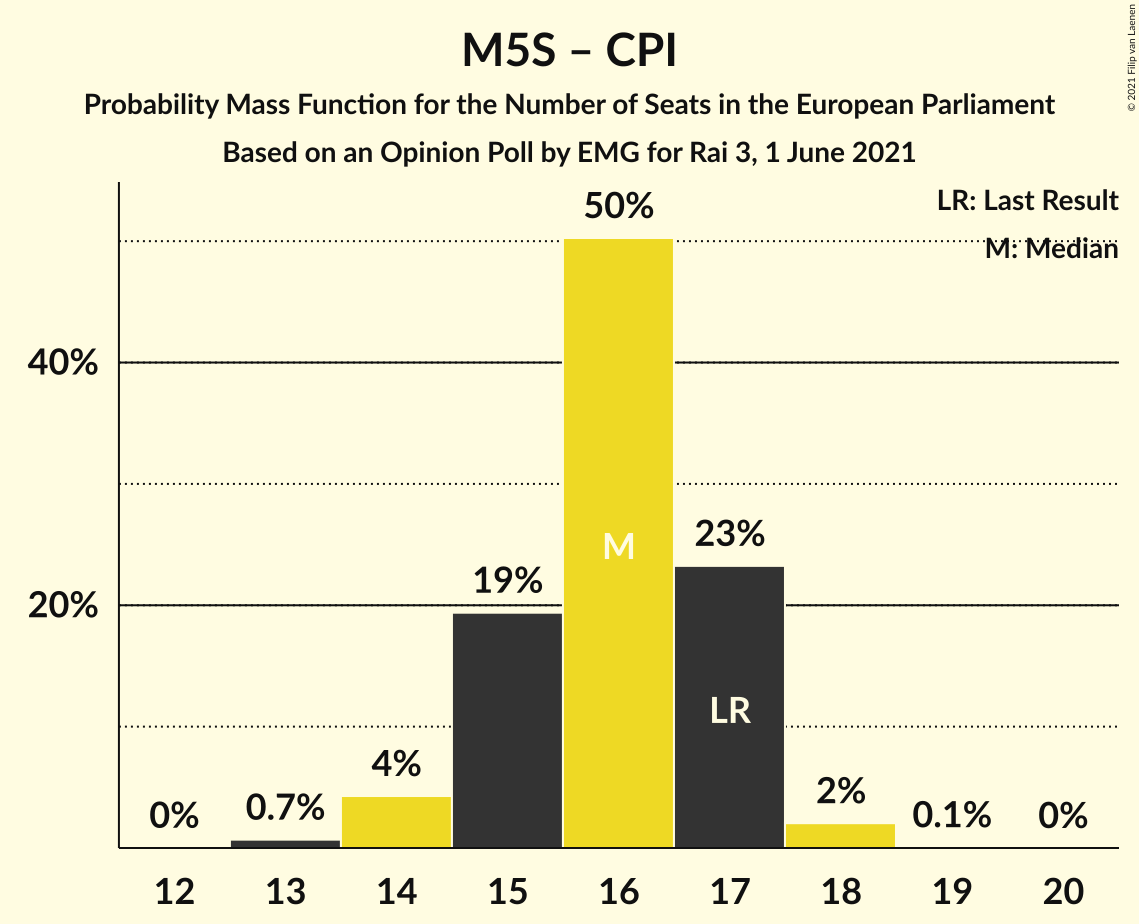 © 2021 Filip van Laenen
M5S – CPI
Probability Mass Function for the Number of Seats in the European Parliament
Based on an Opinion Poll by EMG for Rai 3, 1 June 2021
LR: Last Result
M: Median
40%
20%
0%
0.7%
4%
19%
50%
23%
2%
0.1%
0%
M
LR
12 13 14 15 16 17 18 19 20